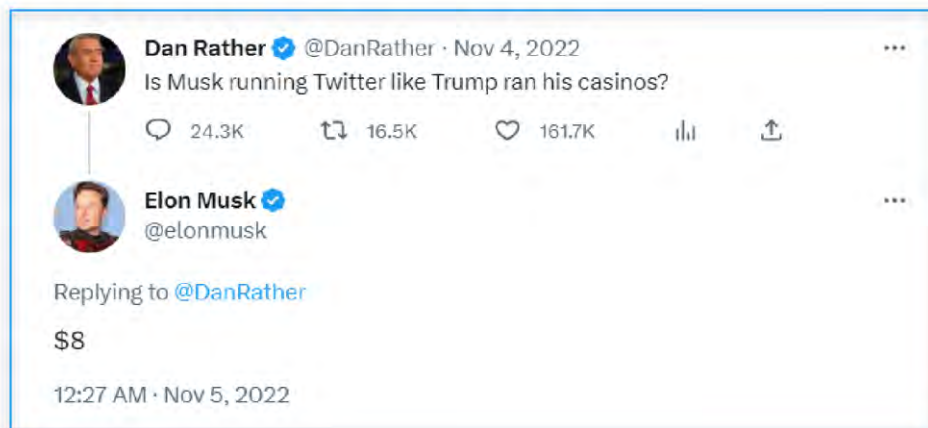 Dan Rather @DanRather · Nov 4, 2022
Is Musk running Twitter like Trump ran his casinos?
24.3K 16.5K 161.7K
Elon Musk
@elonmusk
Replying to @DanRather
$8
12:27 AM · Nov 5, 2022